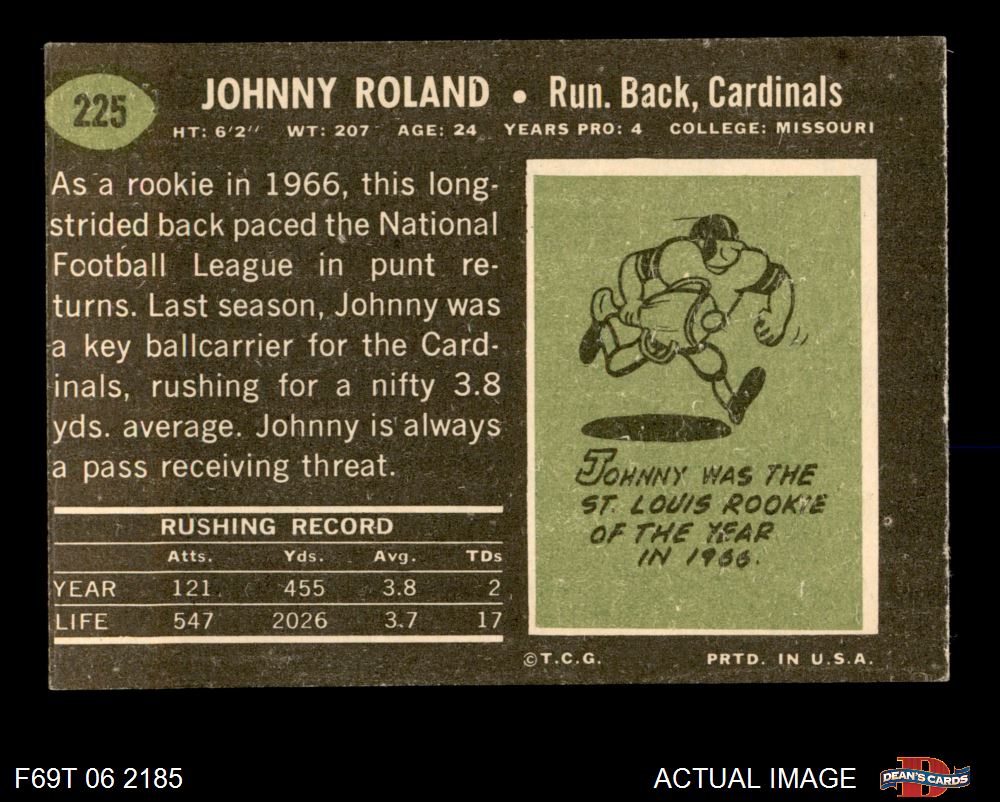 225
JOHNNY ROLAND • Run. Back, Cardinals
HT: 6'2" WT: 207 AGE: 24 YEARS PRO: 4 COLLEGE: MISSOURI
As a rookie in 1966, this long-
strided back paced the National
Football League in punt re-
turns. Last season, Johnny was
a key ballcarrier for the Card-
inals, rushing for a nifty 3.8
yds. average. Johnny is always
a pass receiving threat.
RUSHING RECORD
Atts. Yds. Avg. TDs
YEAR 121 455 3.8 2
LIFE 547 2026 3.7 17
JOHNNY WAS THE
ST. LOUIS ROOKIE
OF THE YEAR
IN 1966.
©T.C.G. PRTD. IN U.S.A.
F69T 06 2185
ACTUAL IMAGE
D
DEAN'S CARDS